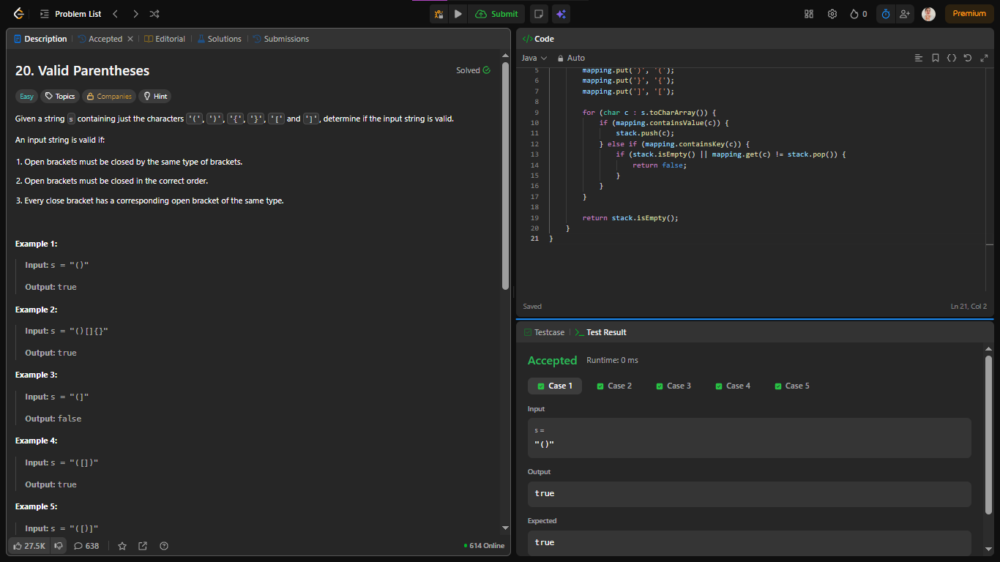 Problem List
Submit
0
Premium
Description
Accepted
Editorial
Solutions
Submissions
20. Valid Parentheses
Solved
Easy
Topics
Companies
Hint
Given a string s containing just the characters '(', ')', '{', '}', '[' and ']', determine if the input string is valid.
An input string is valid if:
1. Open brackets must be closed by the same type of brackets.
2. Open brackets must be closed in the correct order.
3. Every close bracket has a corresponding open bracket of the same type.
Example 1:
Input: s = "()"
Output: true
Example 2:
Input: s = "()[]{}"
Output: true
Example 3:
Input: s = "(]"
Output: false
Example 4:
Input: s = "([])"
Output: true
Example 5:
Input: s = "([)]"
27.5K
638
614 Online
</> Code
Java
Auto
5 mapping.put(')', '(');
6 mapping.put('}', '{');
7 mapping.put(']', '[');
8
9 for (char c : s.toCharArray()) {
10 if (mapping.containsValue(c)) {
11 stack.push(c);
12 } else if (mapping.containsKey(c)) {
13 if (stack.isEmpty() || mapping.get(c) != stack.pop()) {
14 return false;
15 }
16 }
17 }
18
19 return stack.isEmpty();
20 }
21 }
Saved
Ln 21, Col 2
Testcase
Test Result
Accepted
Runtime: 0 ms
Case 1
Case 2
Case 3
Case 4
Case 5
Input
s =
"()"
Output
true
Expected
true